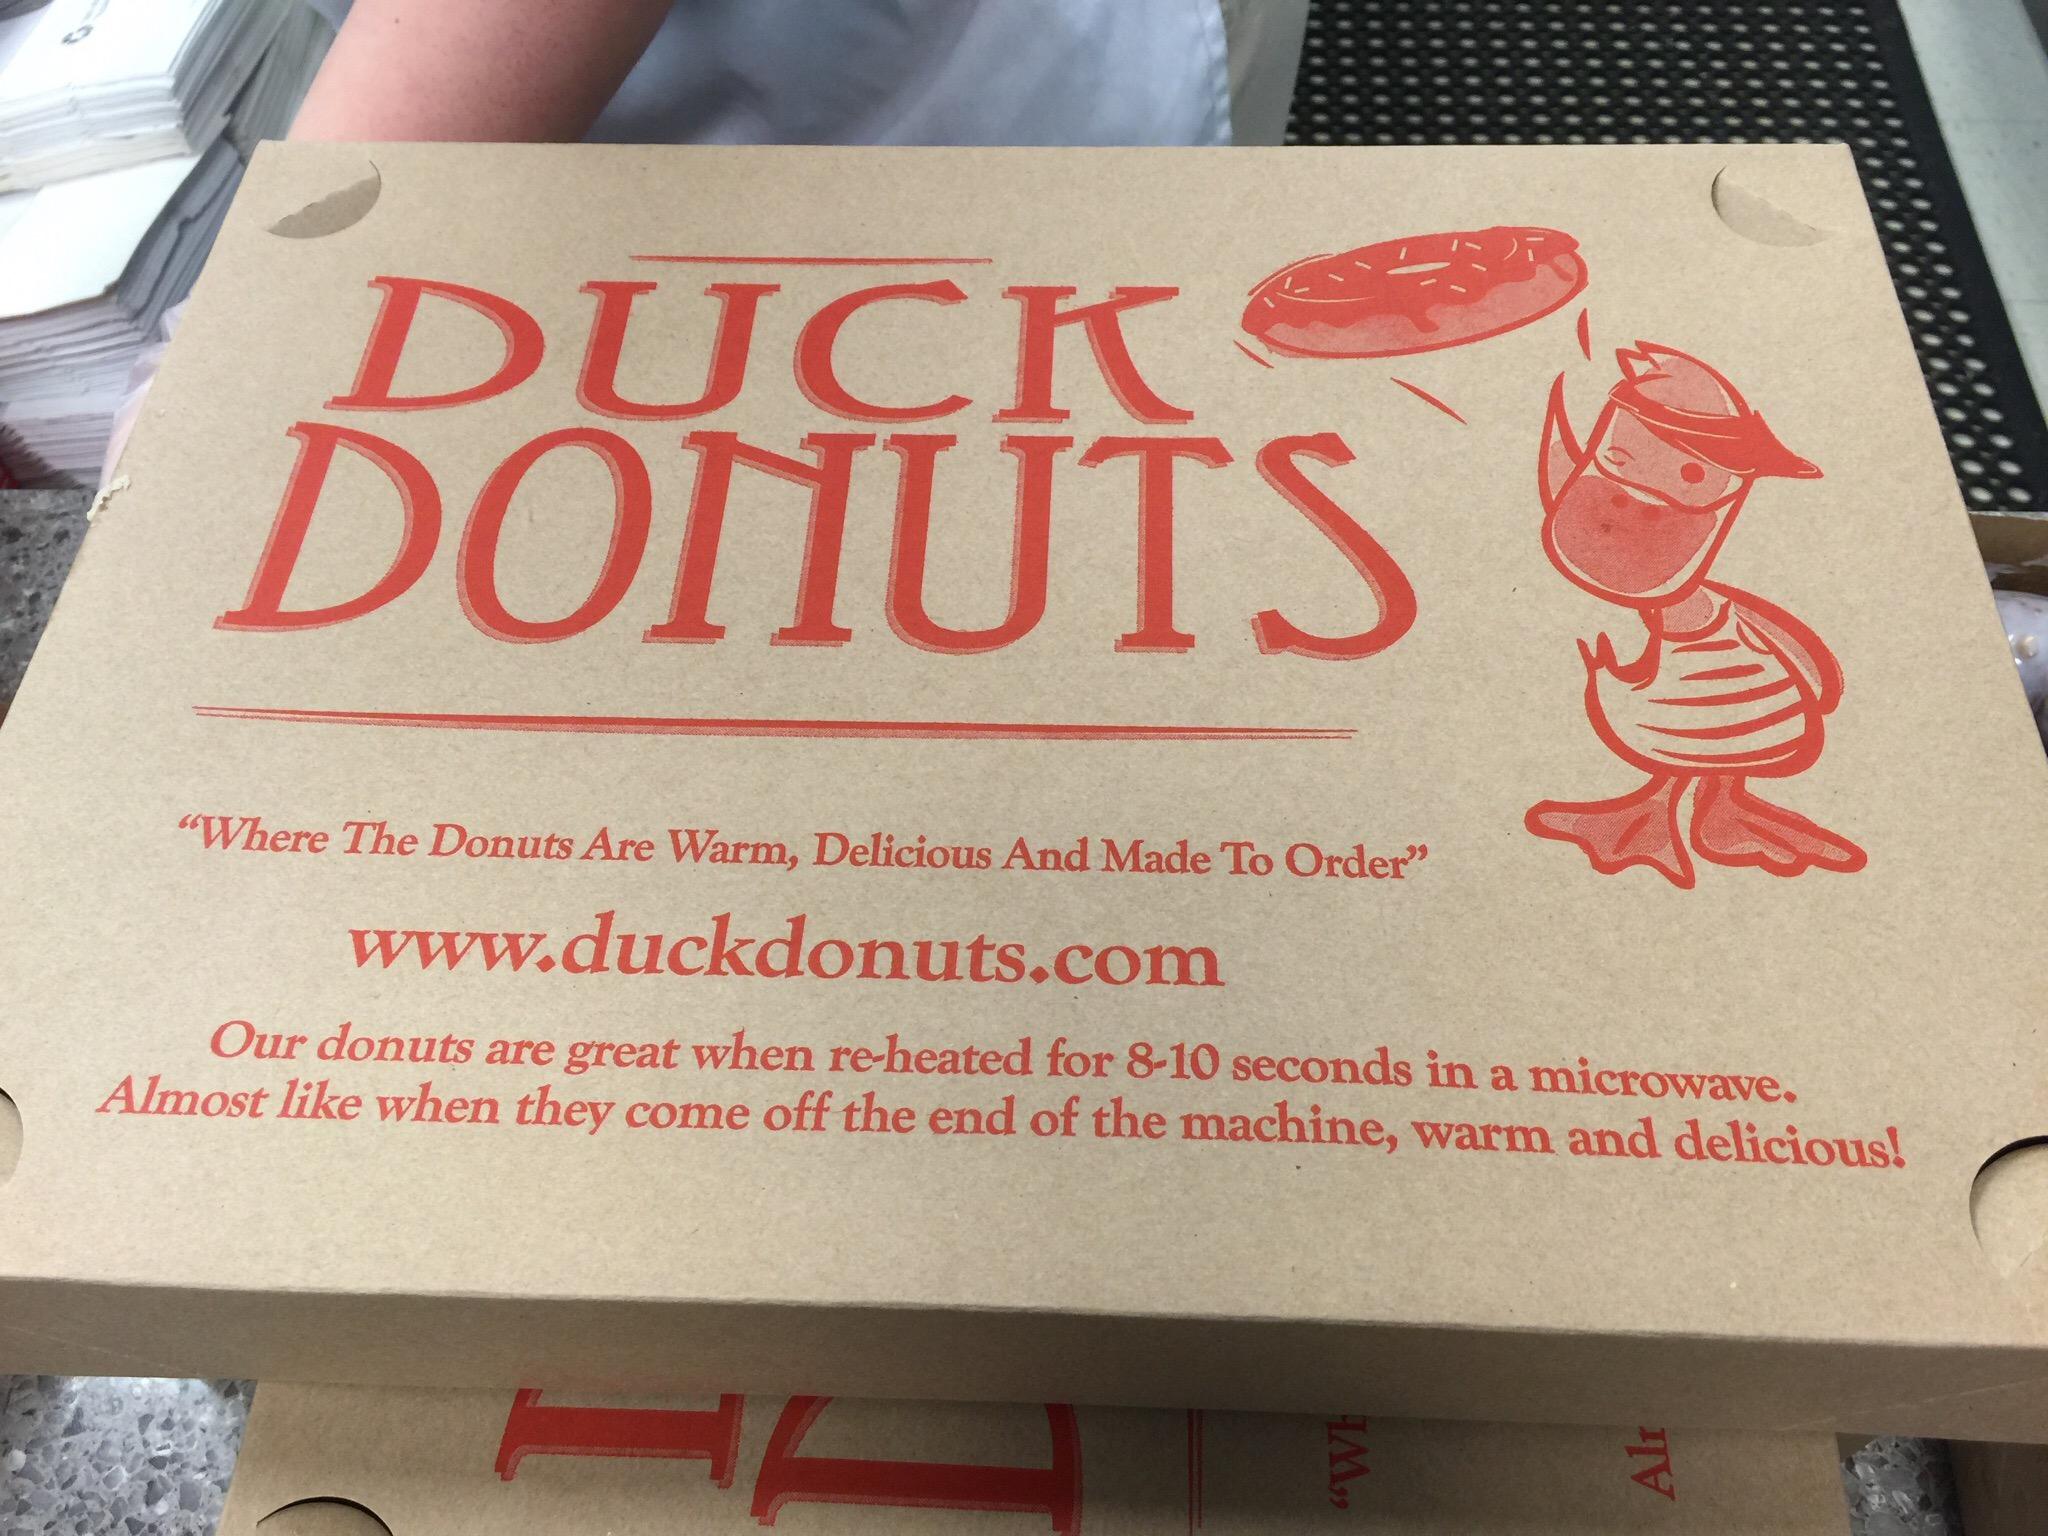 DUCK
DONUTS
“Where The Donuts Are Warm, Delicious And Made To Order”
www.duckdonuts.com
Our donuts are great when re-heated for 8-10 seconds in a microwave.
Almost like when they come off the end of the machine, warm and delicious!
D
“Wh
Alm